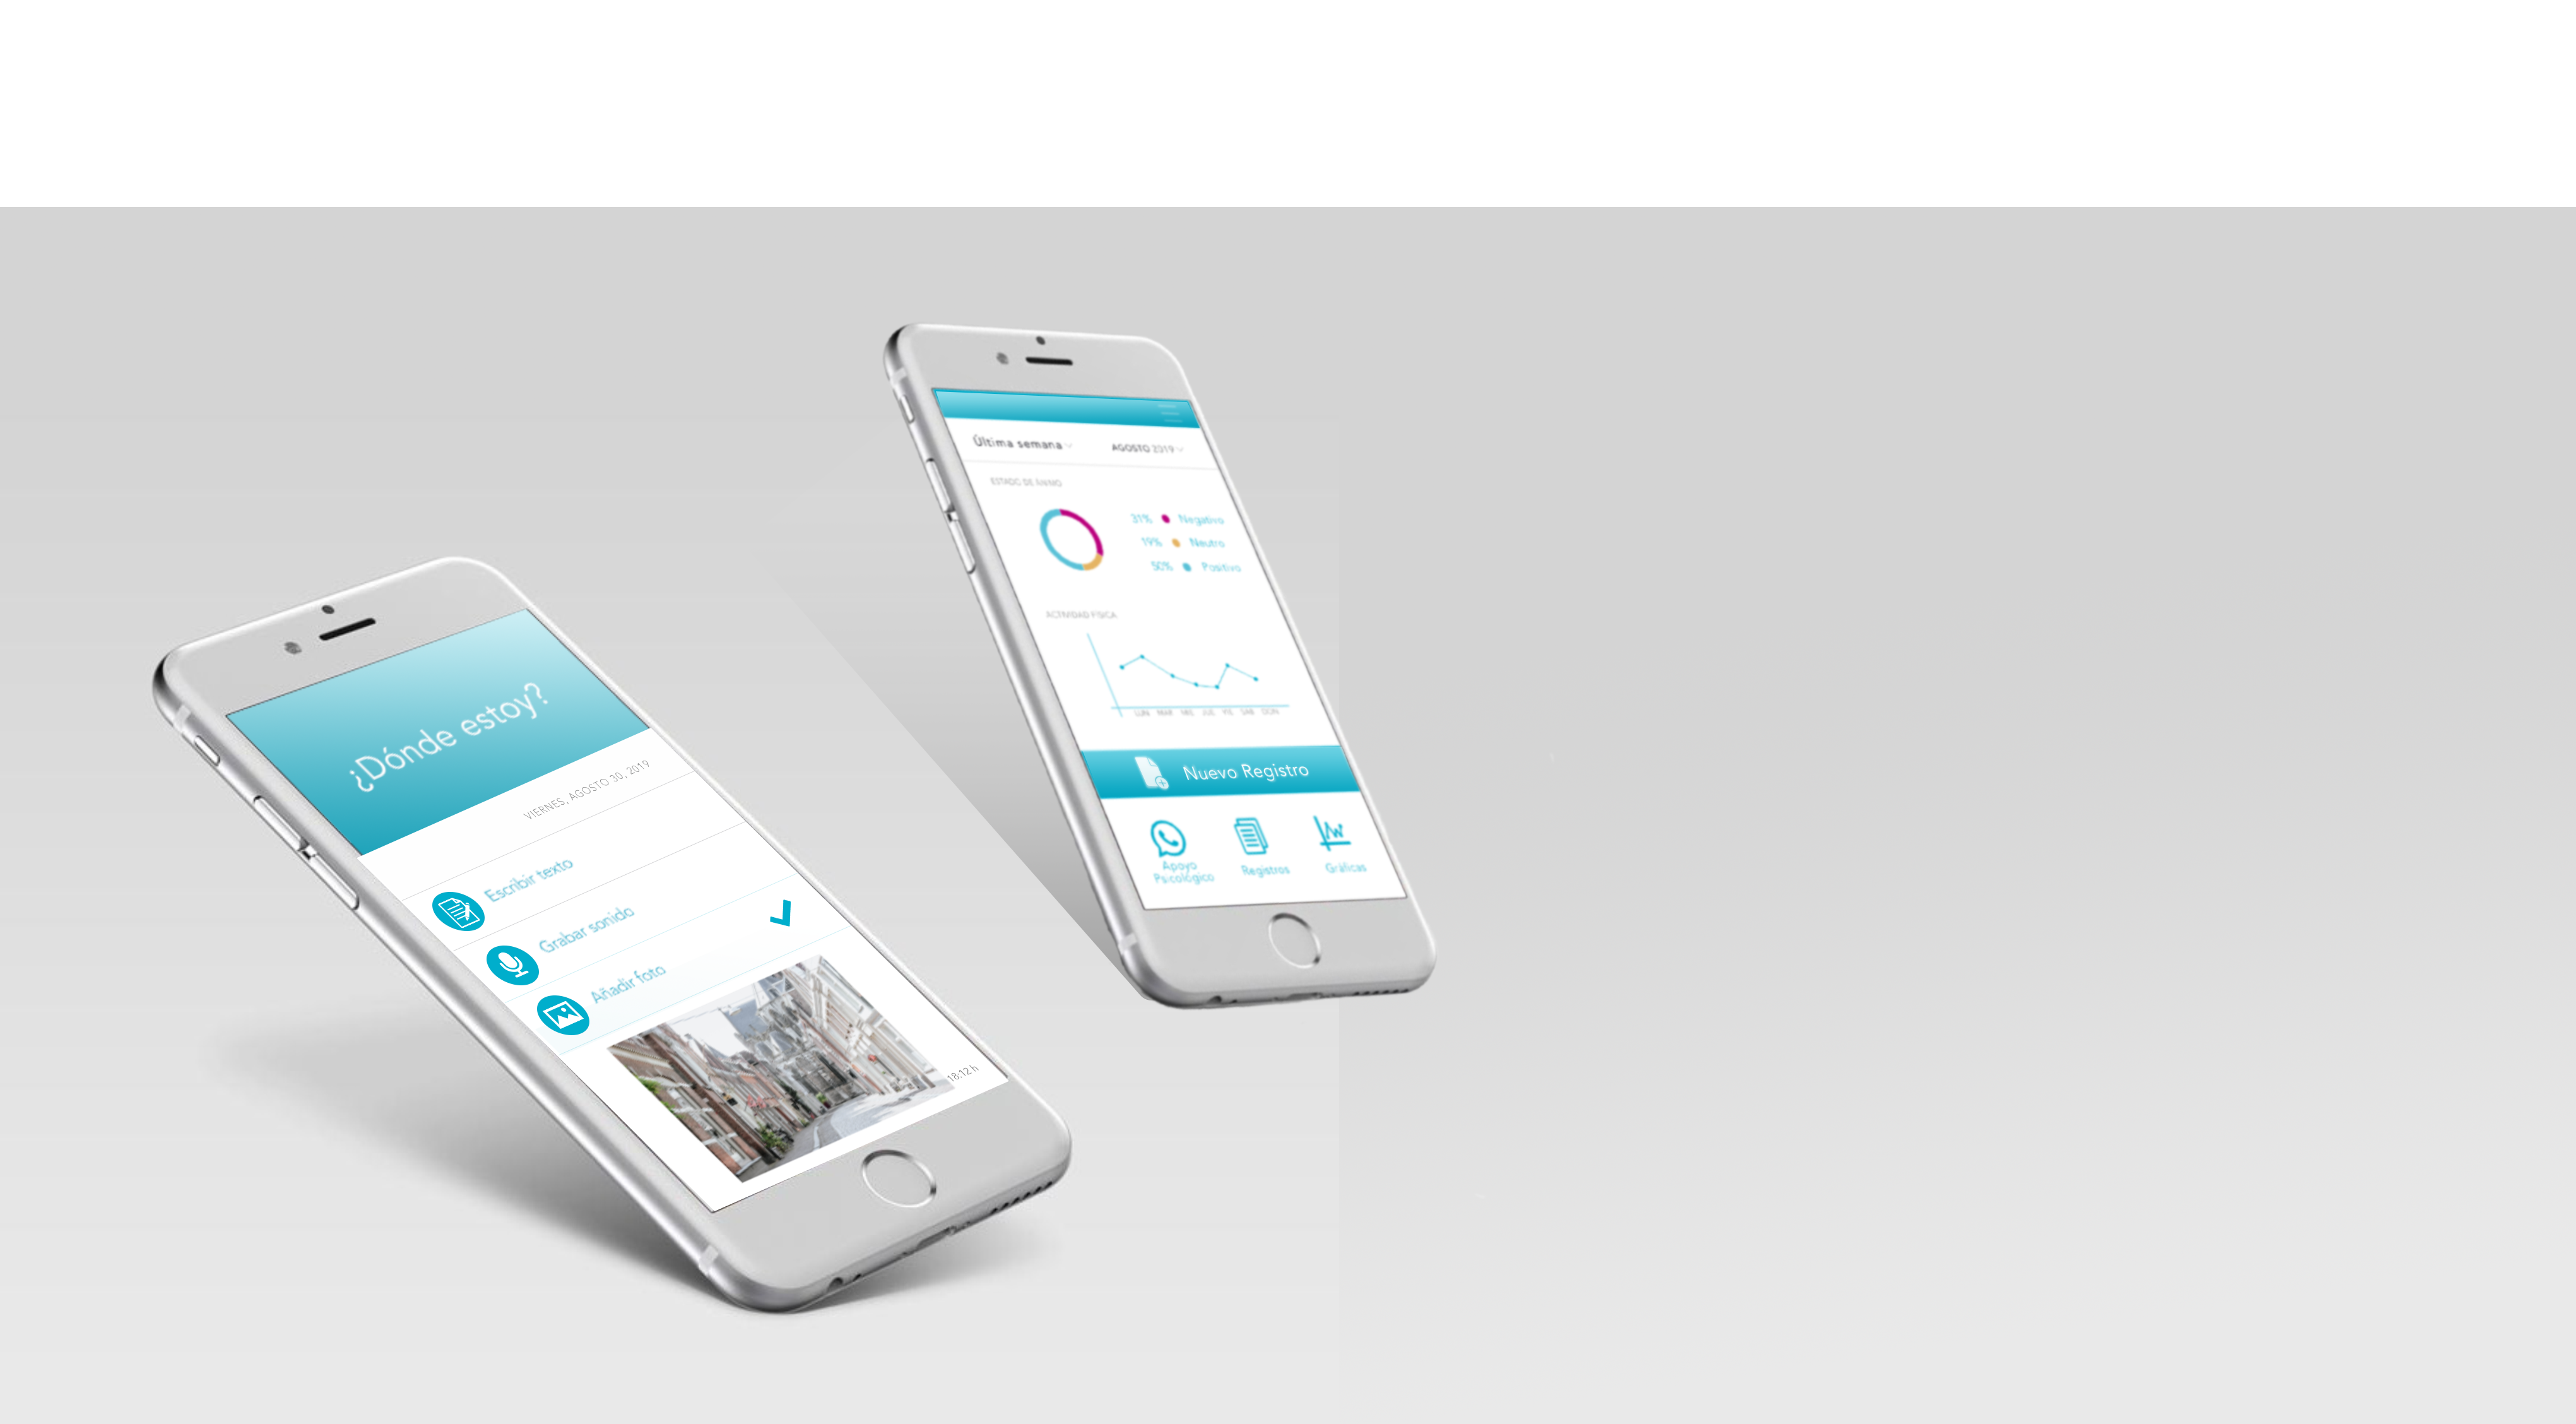 ¿Dónde estoy?
VIERNES, AGOSTO 30, 2019
Escribir texto
Grabar sonido
Añadir foto
18:12 h
Última semana
AGOSTO 2019
ESTADO DE ÁNIMO
31% Negativo
19% Neutro
50% Positivo
ACTIVIDAD FÍSICA
LUN MAR MIE JUE VIE SAB DOM
Nuevo Registro
Apoyo
Psicológico
Registros
Gráficas